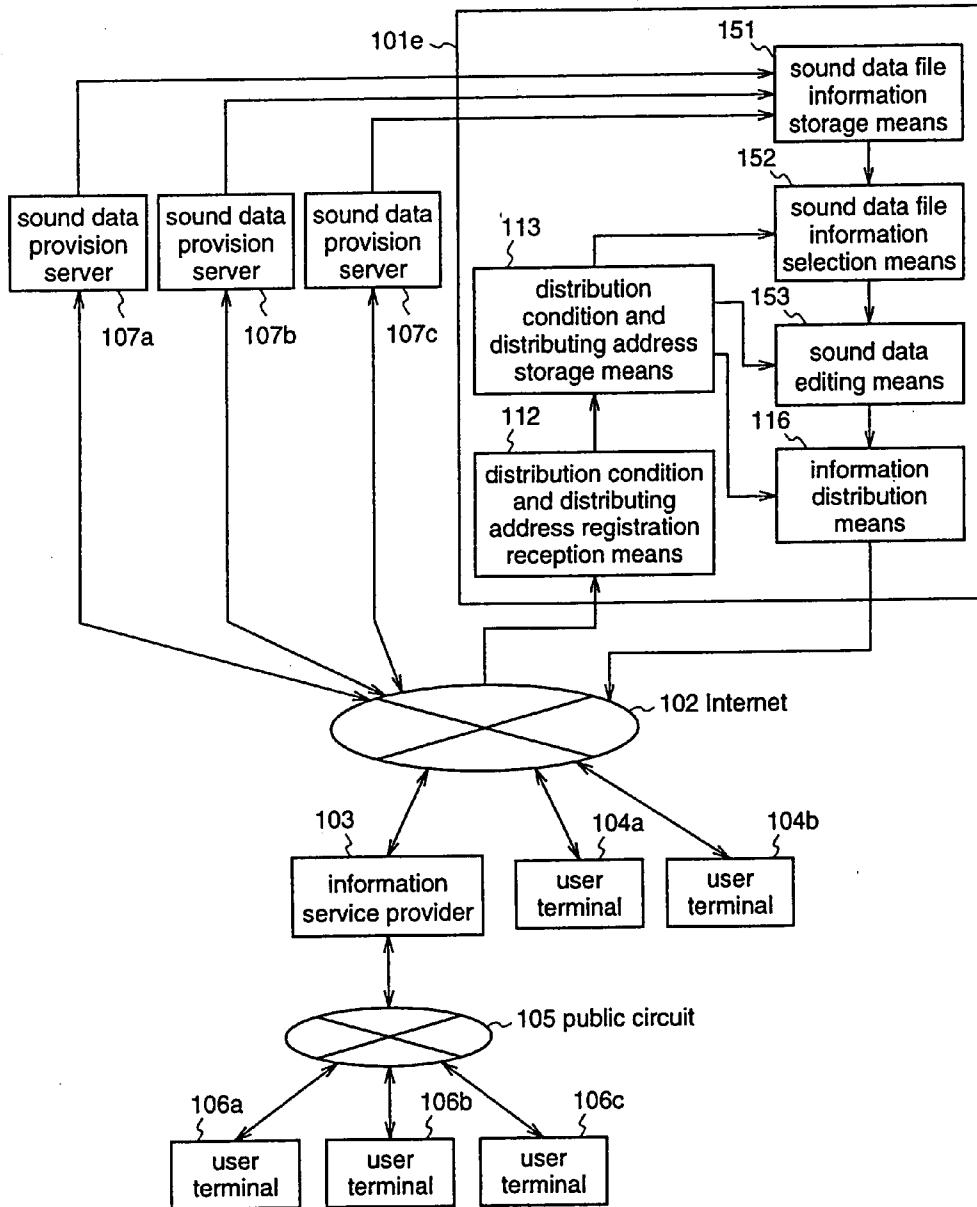 101e
151
sound data file
information
storage means
152
sound data file
information
selection means
sound data
provision
server
107a
sound data
provision
server
107b
sound data
provision
server
107c
113
distribution
condition and
distributing address
storage means
153
sound data
editing means
112
distribution condition
and distributing
address registration
reception means
116
information
distribution
means
102 Internet
103
information
service provider
104a
user
terminal
104b
user
terminal
105 public circuit
106a
user
terminal
106b
user
terminal
106c
user
terminal